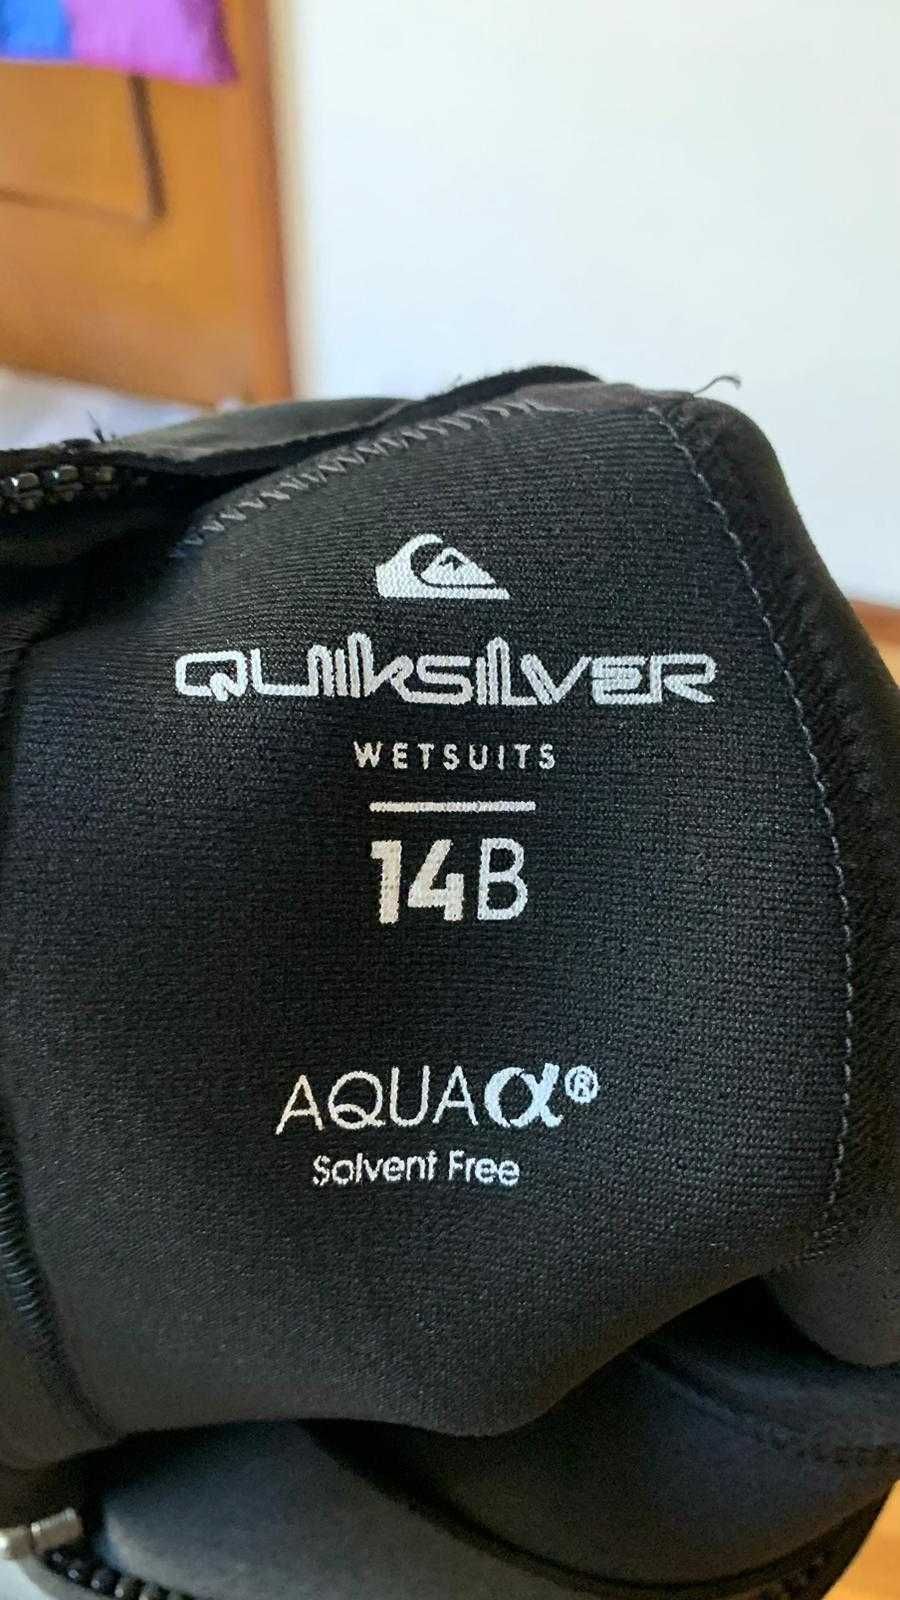 QUIKSILVER
WETSUITS
14B
AQUAα®
Solvent Free